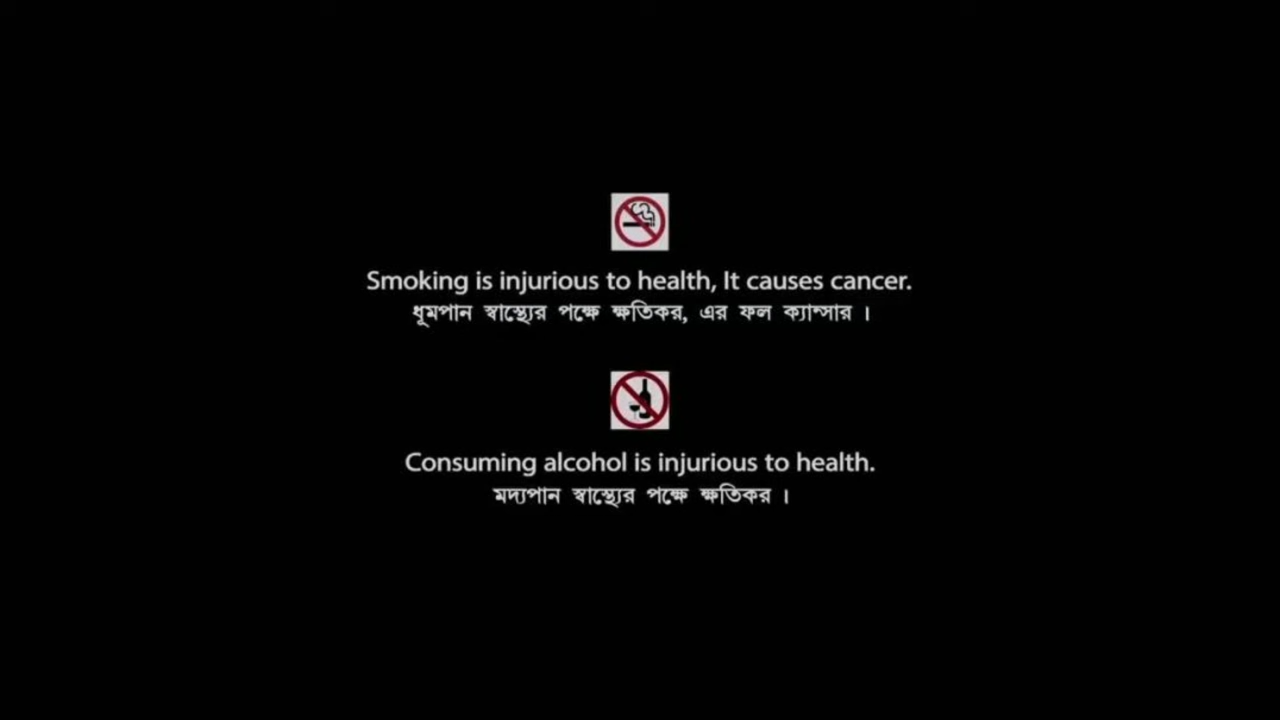 Smoking is injurious to health, It causes cancer.
ধূমপান স্বাস্থ্যের পক্ষে ক্ষতিকর, এর ফল ক্যান্সার ।
Consuming alcohol is injurious to health.
মদ্যপান স্বাস্থ্যের পক্ষে ক্ষতিকর ।